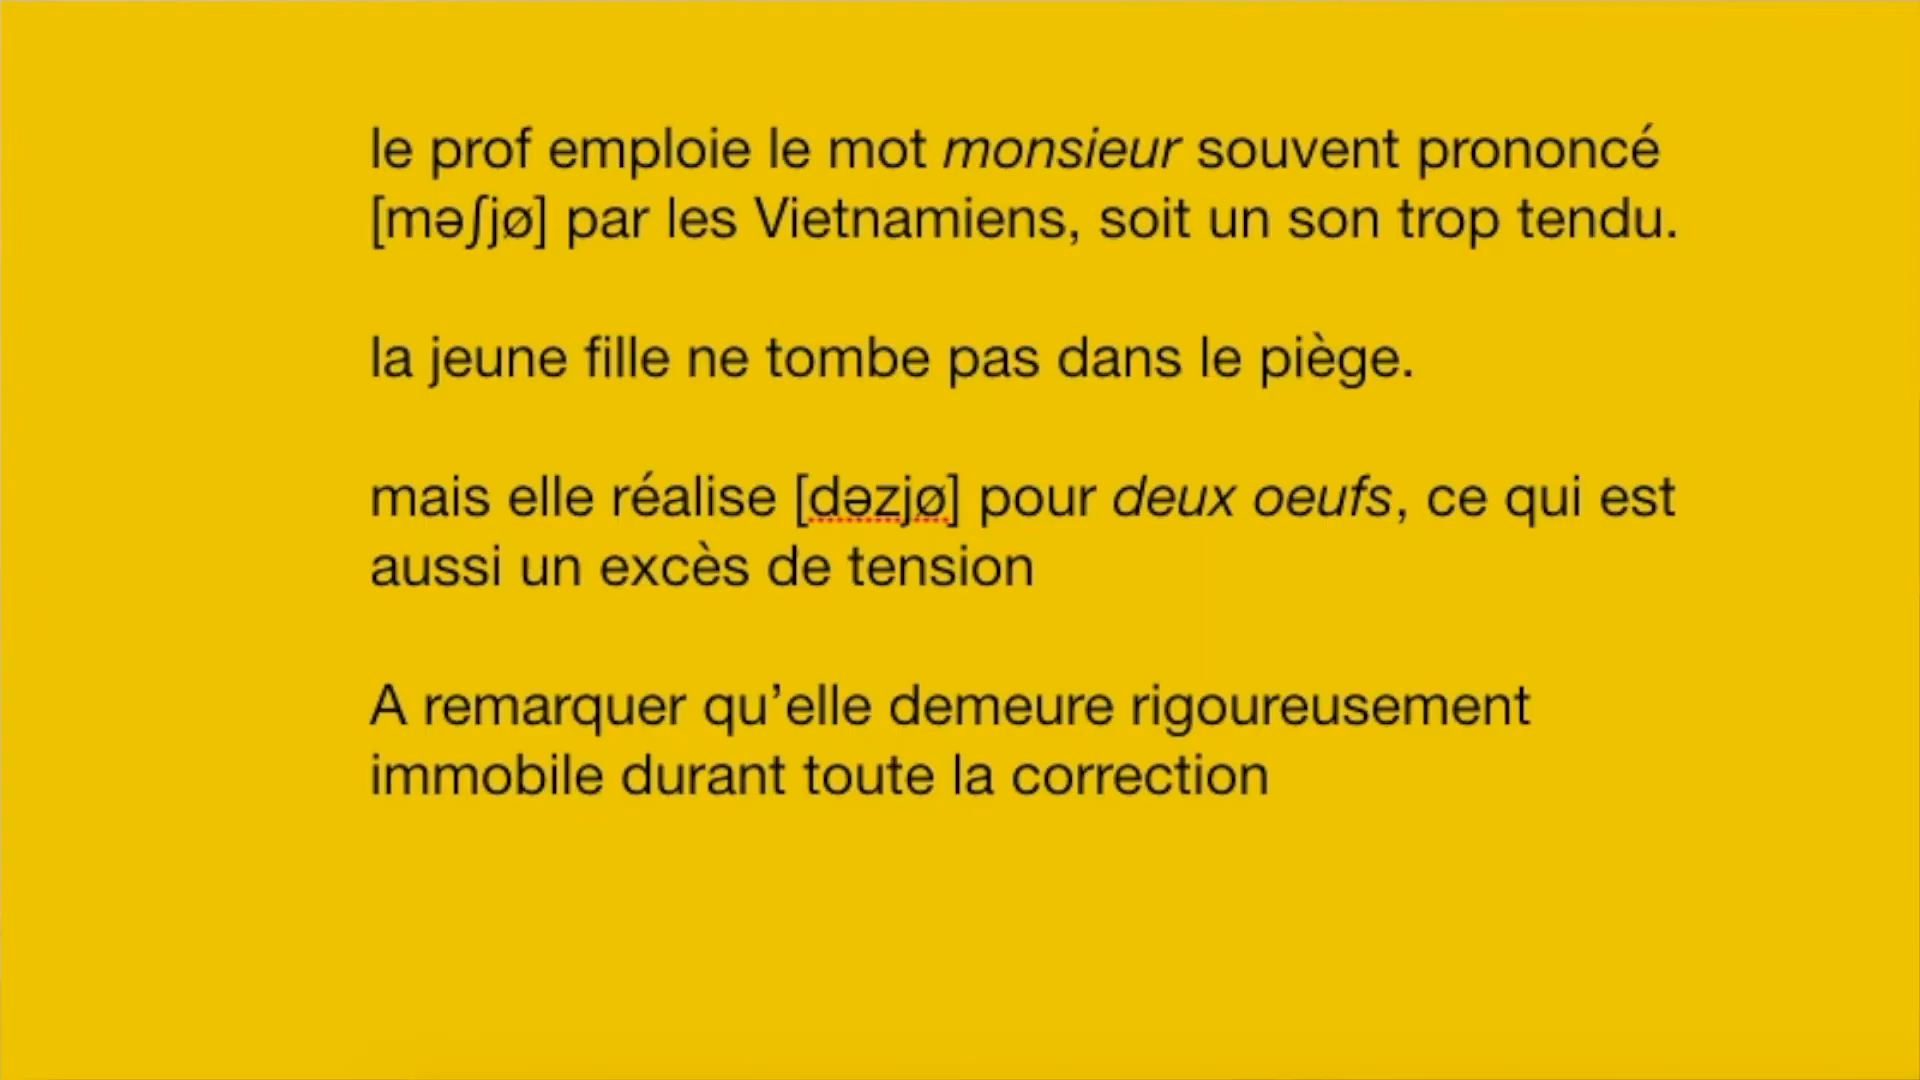 le prof emploie le mot monsieur souvent prononcé
[məʃjø] par les Vietnamiens, soit un son trop tendu.
la jeune fille ne tombe pas dans le piège.
mais elle réalise [dəzjø] pour deux oeufs, ce qui est
aussi un excès de tension
A remarquer qu’elle demeure rigoureusement
immobile durant toute la correction